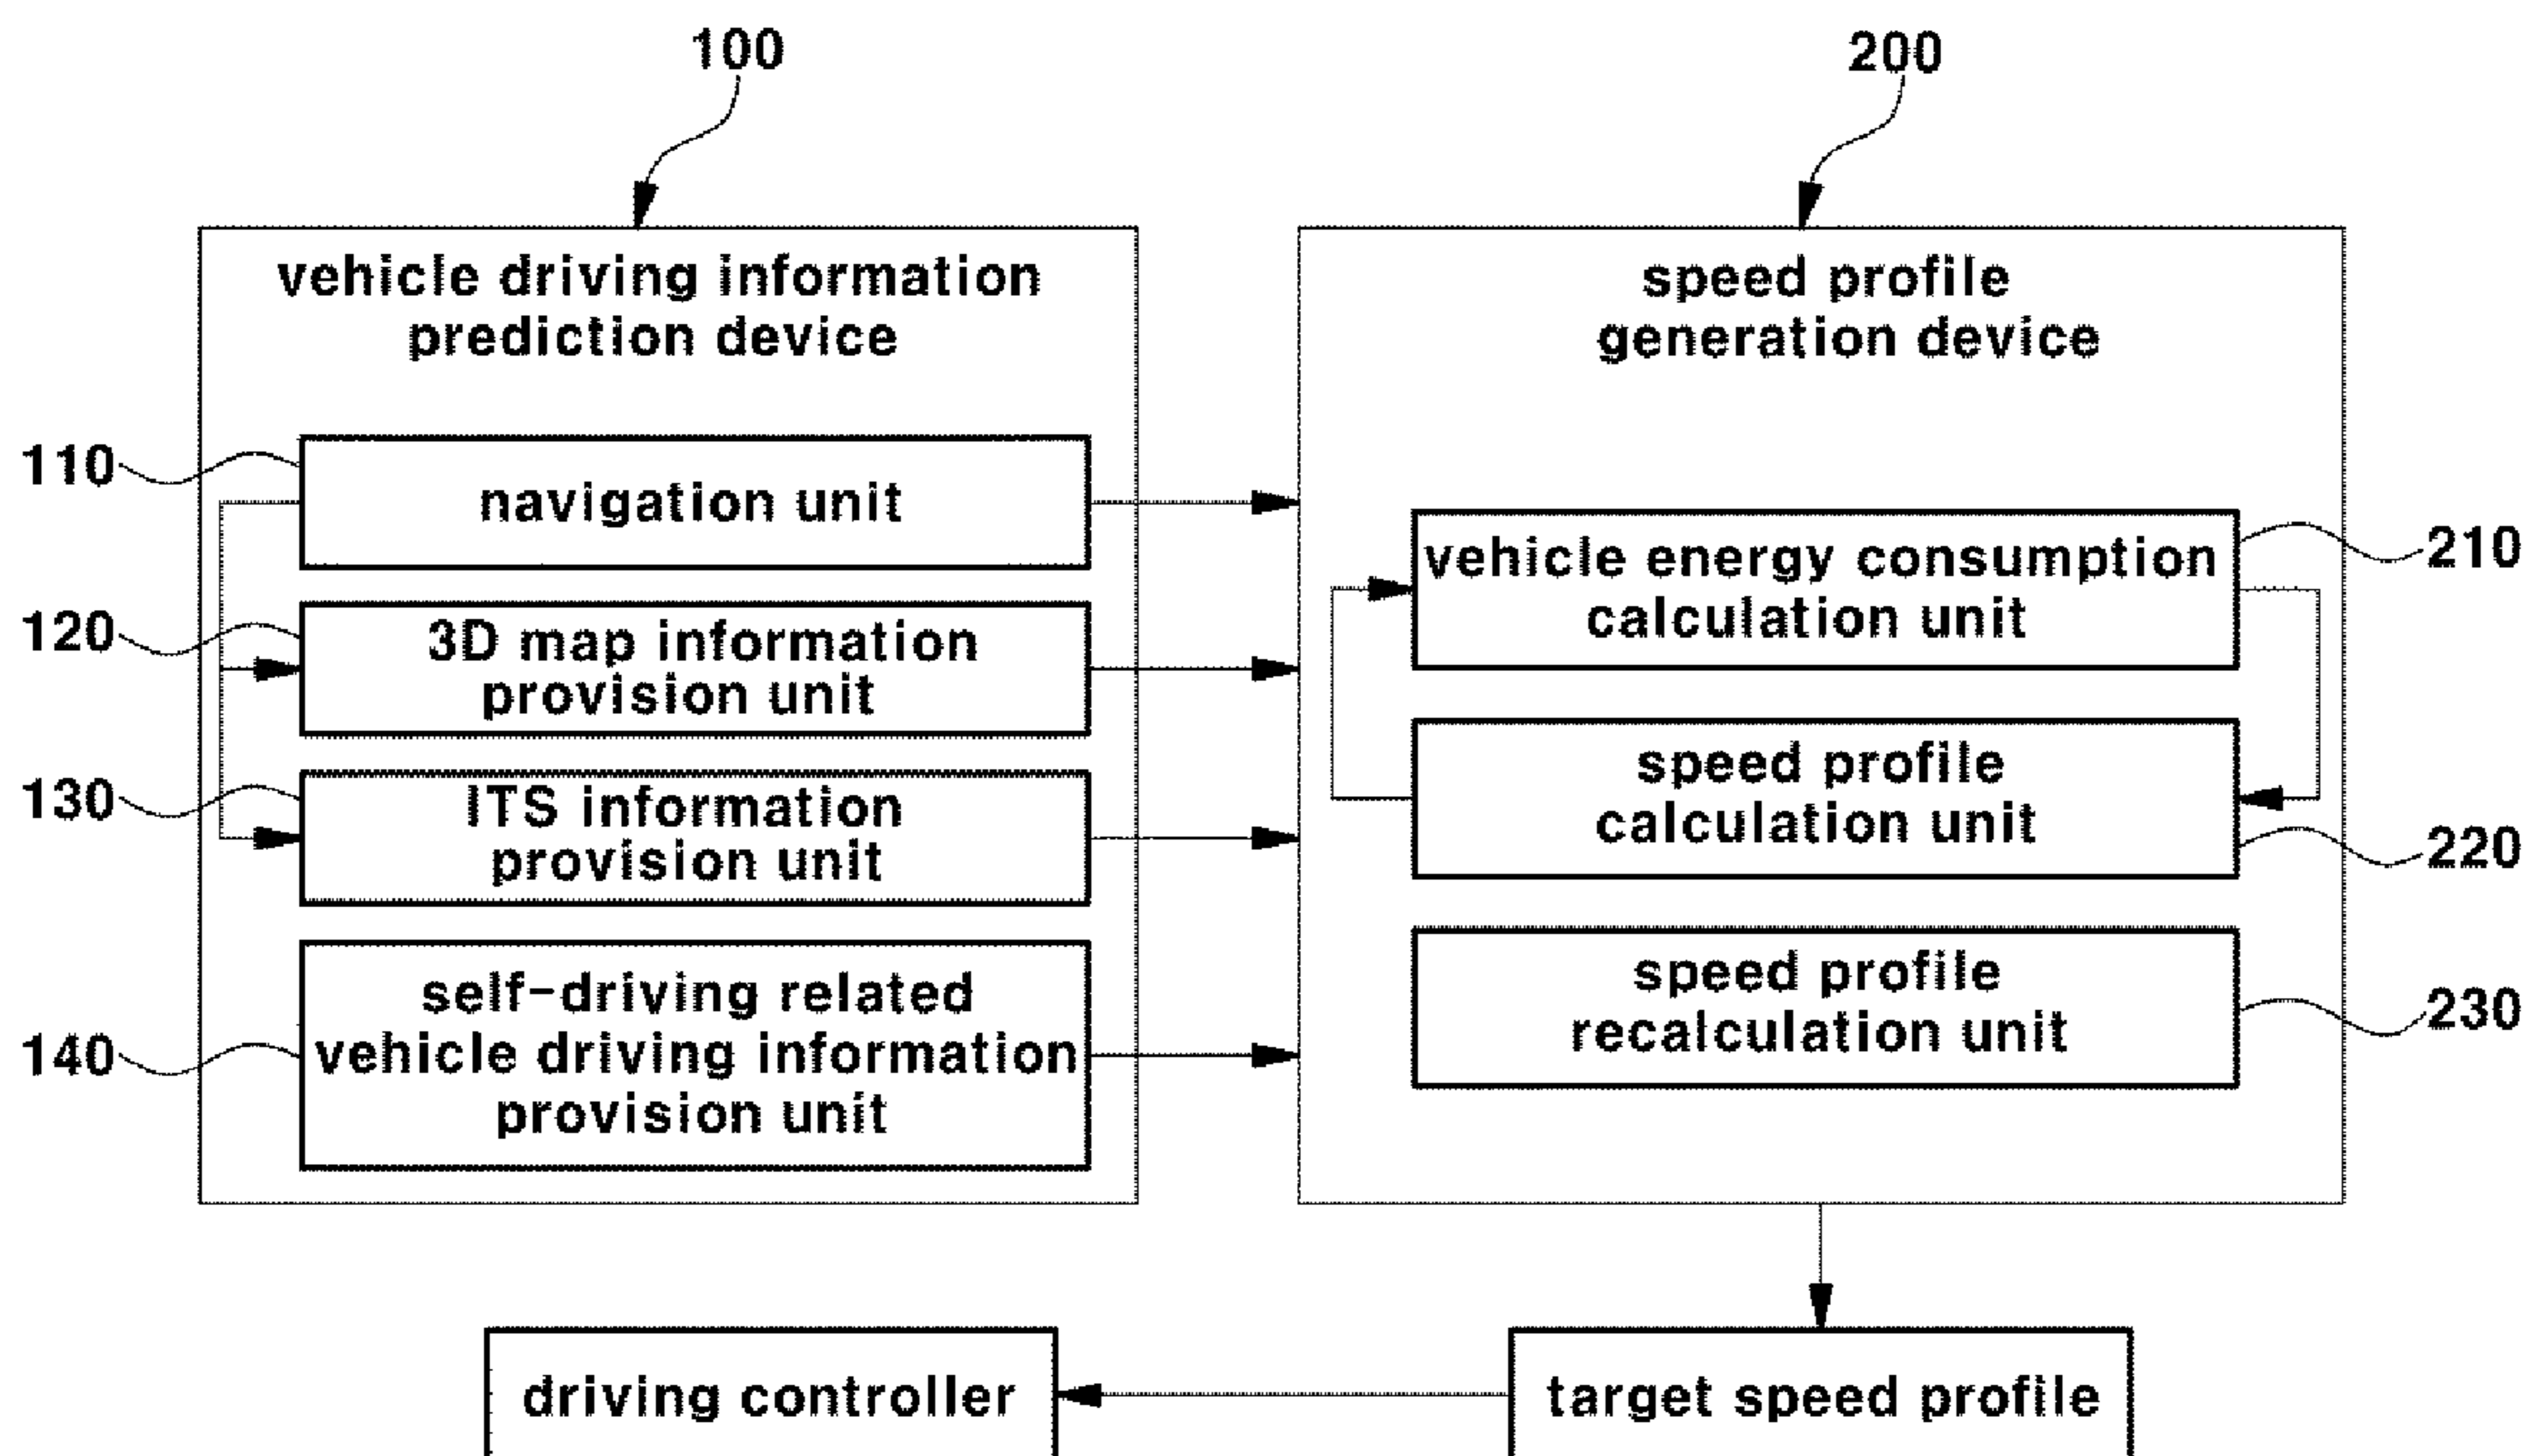 100
200
vehicle driving information
prediction device
speed profile
generation device
110
navigation unit
vehicle energy consumption
calculation unit
210
120
3D map information
provision unit
130
ITS information
provision unit
speed profile
calculation unit
220
140
self-driving related
vehicle driving information
provision unit
speed profile
recalculation unit
230
driving controller
target speed profile